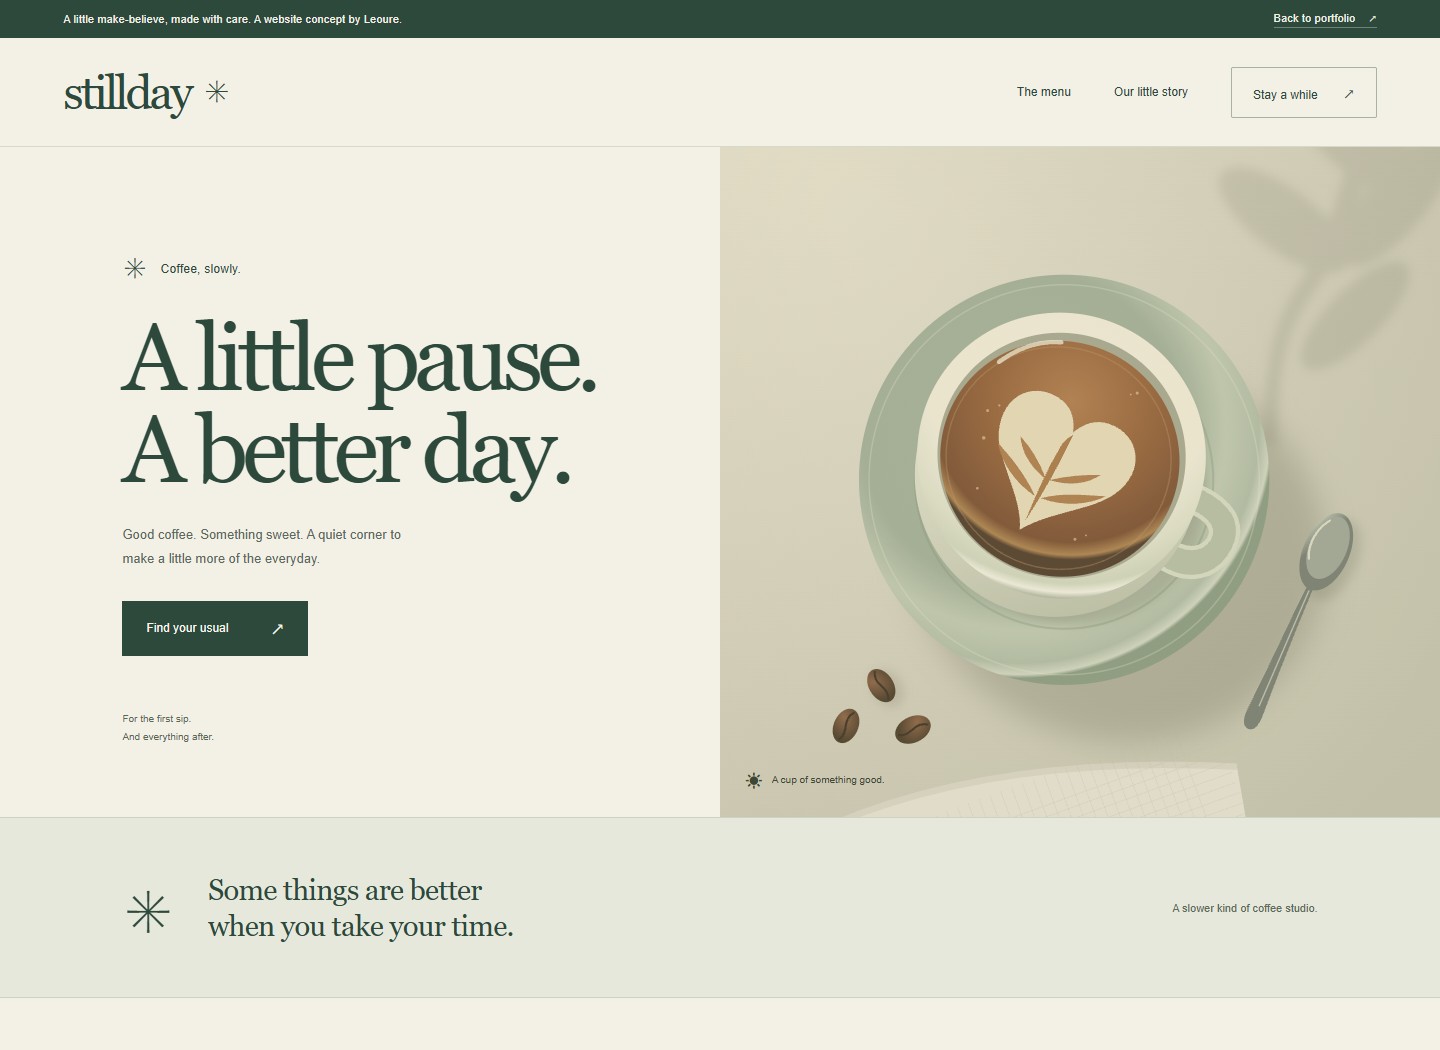 A little make-believe, made with care. A website concept by Leoure.
Back to portfolio ↗
stillday
The menu
Our little story
Stay a while ↗
Coffee, slowly.
A little pause.
A better day.
Good coffee. Something sweet. A quiet corner to
make a little more of the everyday.
Find your usual ↗
For the first sip.
And everything after.
A cup of something good.
Some things are better
when you take your time.
A slower kind of coffee studio.